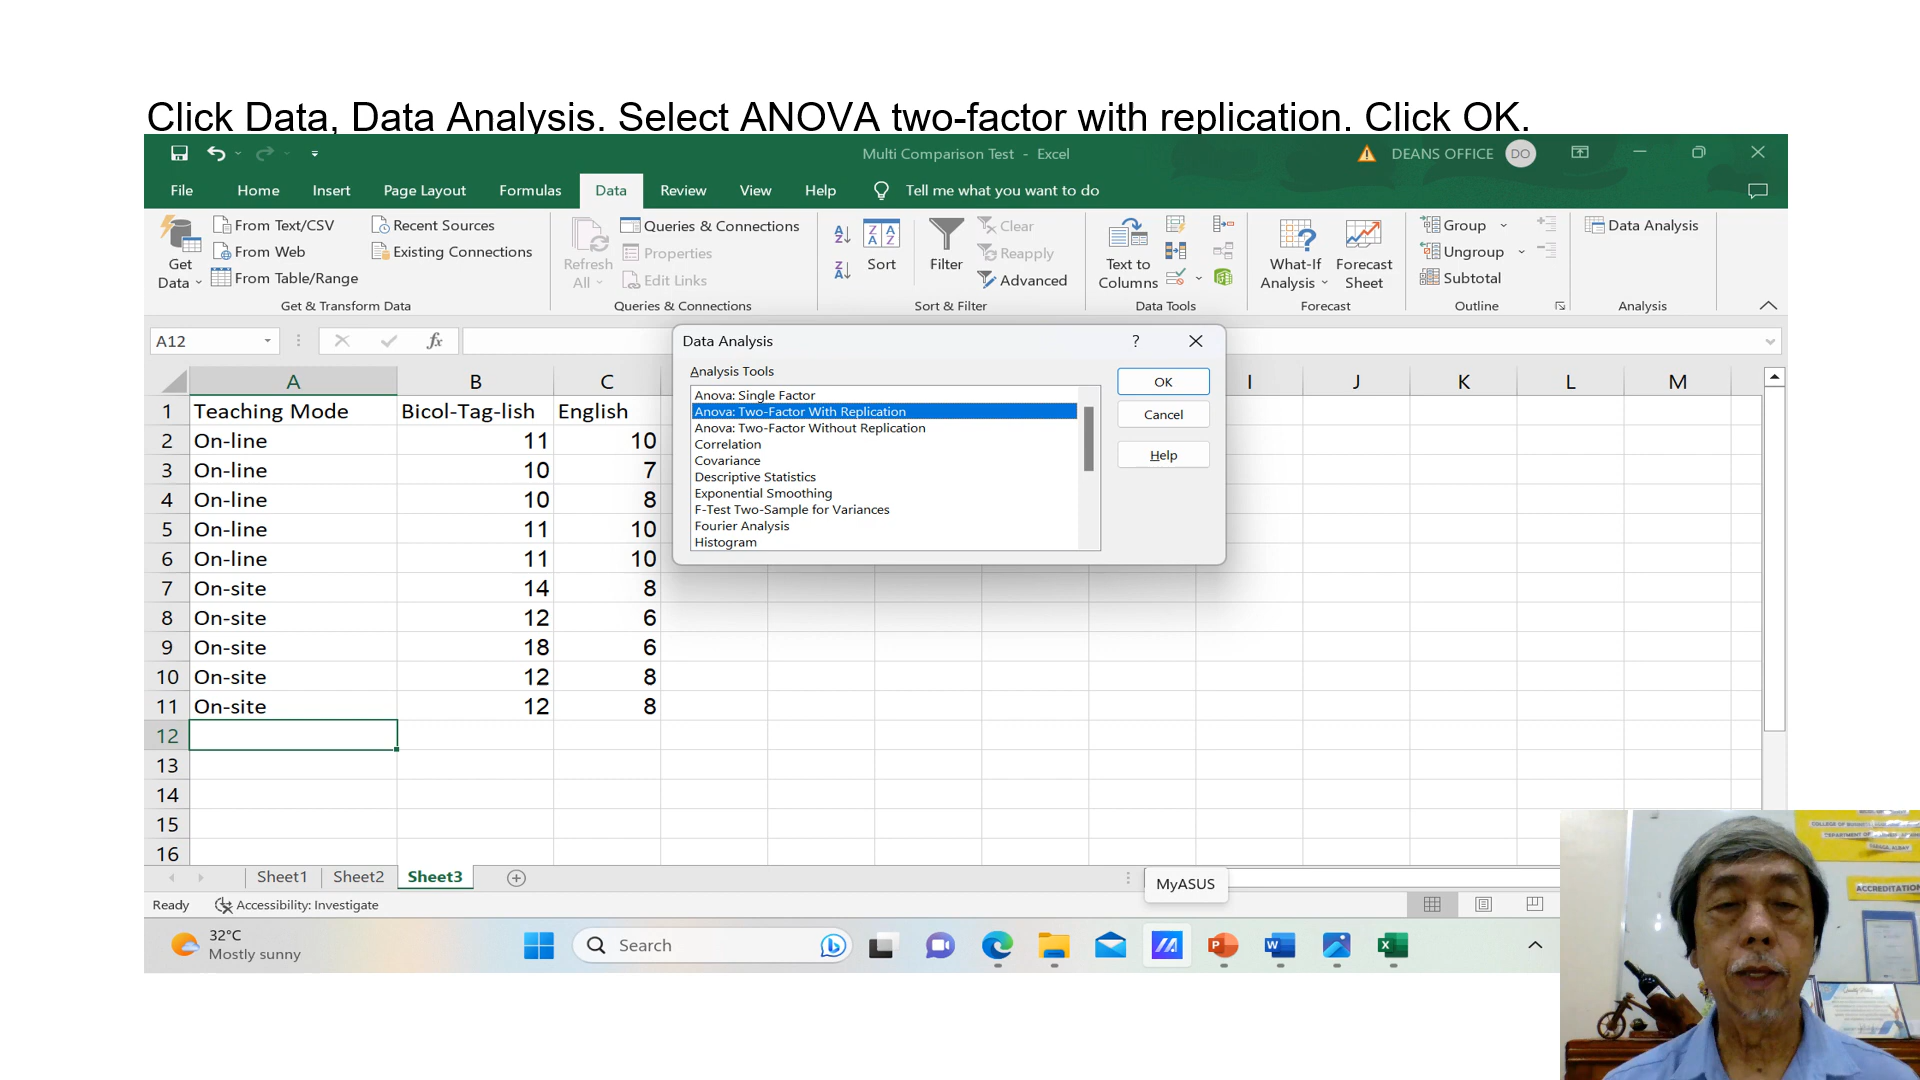 Click Data, Data Analysis. Select ANOVA two-factor with replication. Click OK.
Multi Comparison Test - Excel
DEANS OFFICE DO
File Home Insert Page Layout Formulas Data Review View Help Tell me what you want to do
Get Data
From Text/CSV
From Web
From Table/Range
Recent Sources
Existing Connections
Get & Transform Data
Refresh All
Queries & Connections
Properties
Edit Links
Queries & Connections
Sort
Filter
Clear
Reapply
Advanced
Sort & Filter
Text to Columns
Data Tools
What-If Analysis
Forecast Sheet
Forecast
Group
Ungroup
Subtotal
Outline
Data Analysis
Analysis
A12
fx
Data Analysis ?
Analysis Tools
Anova: Single Factor
Anova: Two-Factor With Replication
Anova: Two-Factor Without Replication
Correlation
Covariance
Descriptive Statistics
Exponential Smoothing
F-Test Two-Sample for Variances
Fourier Analysis
Histogram
OK
Cancel
Help
A B C I J K L M
1 Teaching Mode Bicol-Tag-lish English
2 On-line 11 10
3 On-line 10 7
4 On-line 10 8
5 On-line 11 10
6 On-line 11 10
7 On-site 14 8
8 On-site 12 6
9 On-site 18 6
10 On-site 12 8
11 On-site 12 8
12
13
14
15
16
Sheet1 Sheet2 Sheet3
MyASUS
Ready Accessibility: Investigate
32°C
Mostly sunny
Search
ACCREDITATION